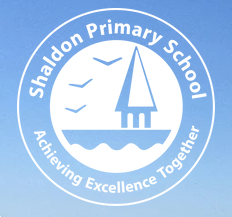 Shaldon Primary School
Achieving Excellence Together